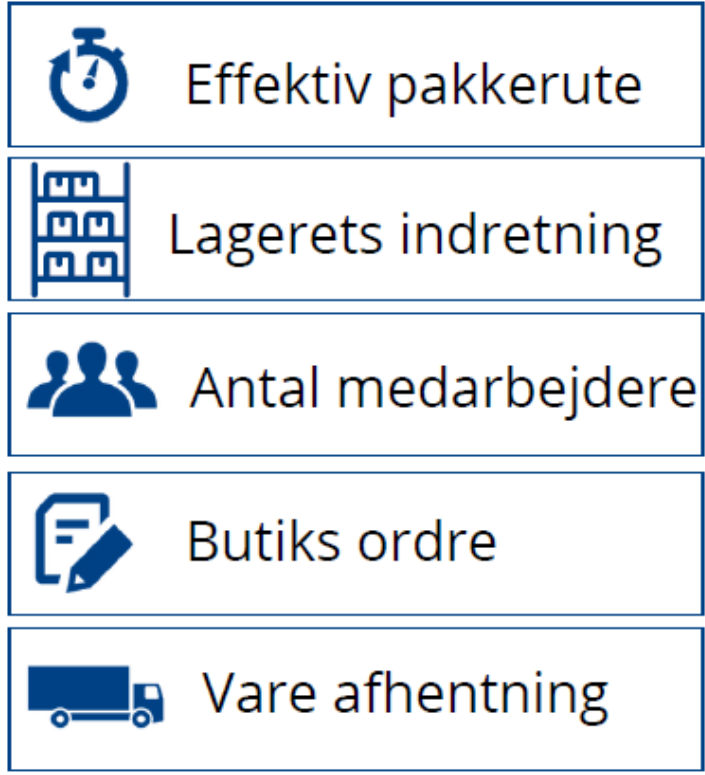 Effektiv pakkerute
Lagerets indretning
Antal medarbejdere
Butiks ordre
Vare afhentning